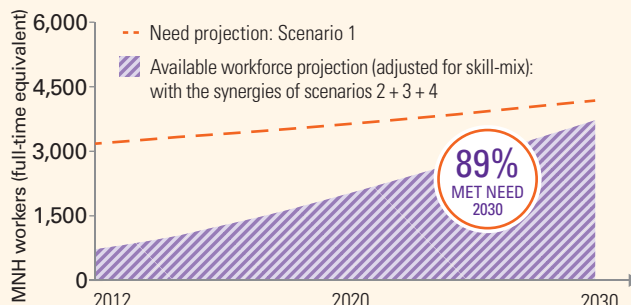 MNH workers (full-time equivalent)
6,000
4,500
3,000
1,500
0
Need projection: Scenario 1
Available workforce projection (adjusted for skill-mix):
with the synergies of scenarios 2 + 3 + 4
89%
MET NEED
2030
2012
2020
2030